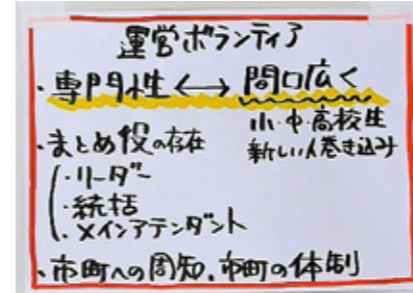 運営ボランティア
・専門性 ⟷ 間口広く
小・中・高校生
新しい人巻き込み
・まとめ役の存在
・リーダー
・統括
・メインアテンダント
・市町への周知、市町の体制